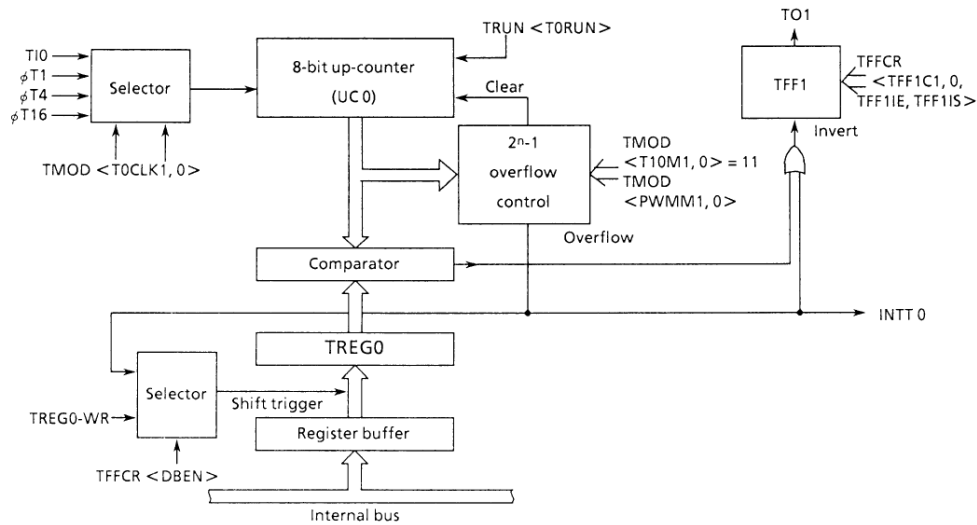 TO1
TRUN <T0RUN>
TI0
φT1
φT4
φT16
Selector
8-bit up-counter
(UC 0)
TFF1
TFFCR
<TFF1C1, 0,
TFF1IE, TFF1IS>
Clear
Invert
TMOD <T0CLK1, 0>
2ⁿ-1
overflow
control
TMOD
<T10M1, 0> = 11
TMOD
<PWMM1, 0>
Overflow
Comparator
INTT 0
TREG0
Selector
Shift trigger
TREG0-WR
Register buffer
TFFCR <DBEN>
Internal bus